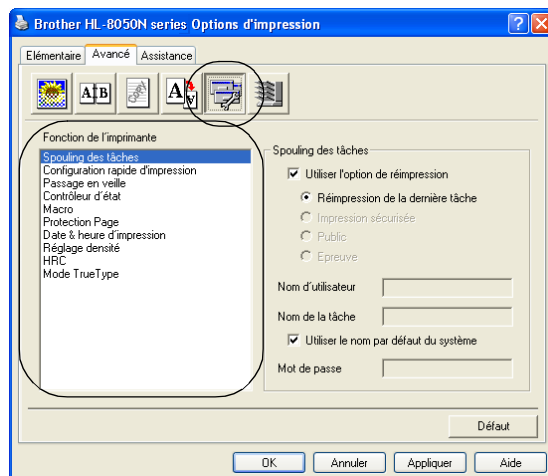 Brother HL-8050N series Options d'impression
Elémentaire Avancé Assistance
A B
A A
Fonction de l'imprimante
Spouling des tâches
Configuration rapide d'impression
Passage en veille
Contrôleur d'état
Macro
Protection Page
Date & heure d'impression
Réglage densité
HRC
Mode TrueType
Spouling des tâches
Utiliser l'option de réimpression
Réimpression de la dernière tâche
Impression sécurisée
Public
Epreuve
Nom d'utilisateur
Nom de la tâche
Utiliser le nom par défaut du système
Mot de passe
Défaut
OK Annuler Appliquer Aide